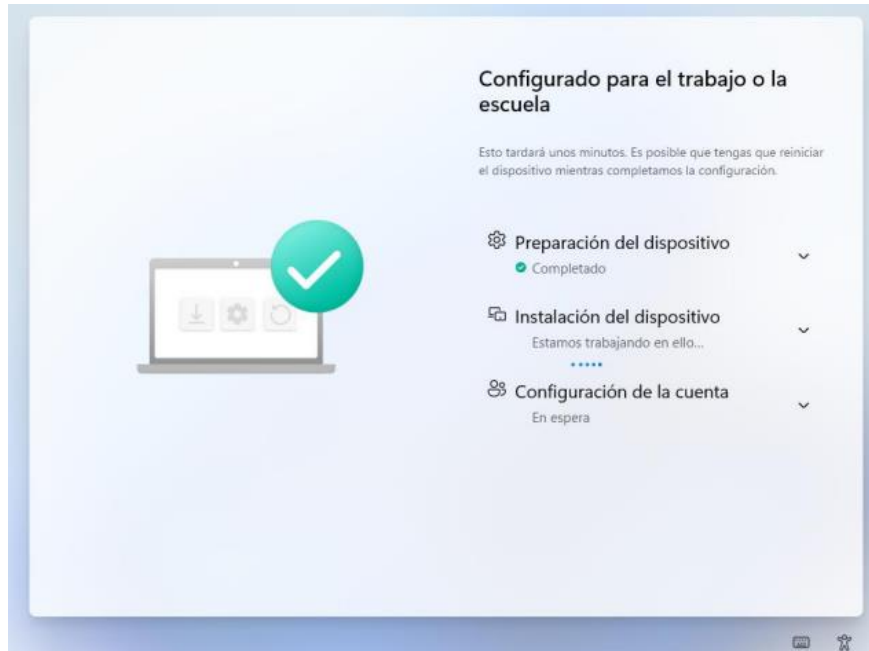 Configurado para el trabajo o la
escuela
Esto tardará unos minutos. Es posible que tengas que reiniciar
el dispositivo mientras completamos la configuración.
Preparación del dispositivo
Completado
Instalación del dispositivo
Estamos trabajando en ello...
Configuración de la cuenta
En espera